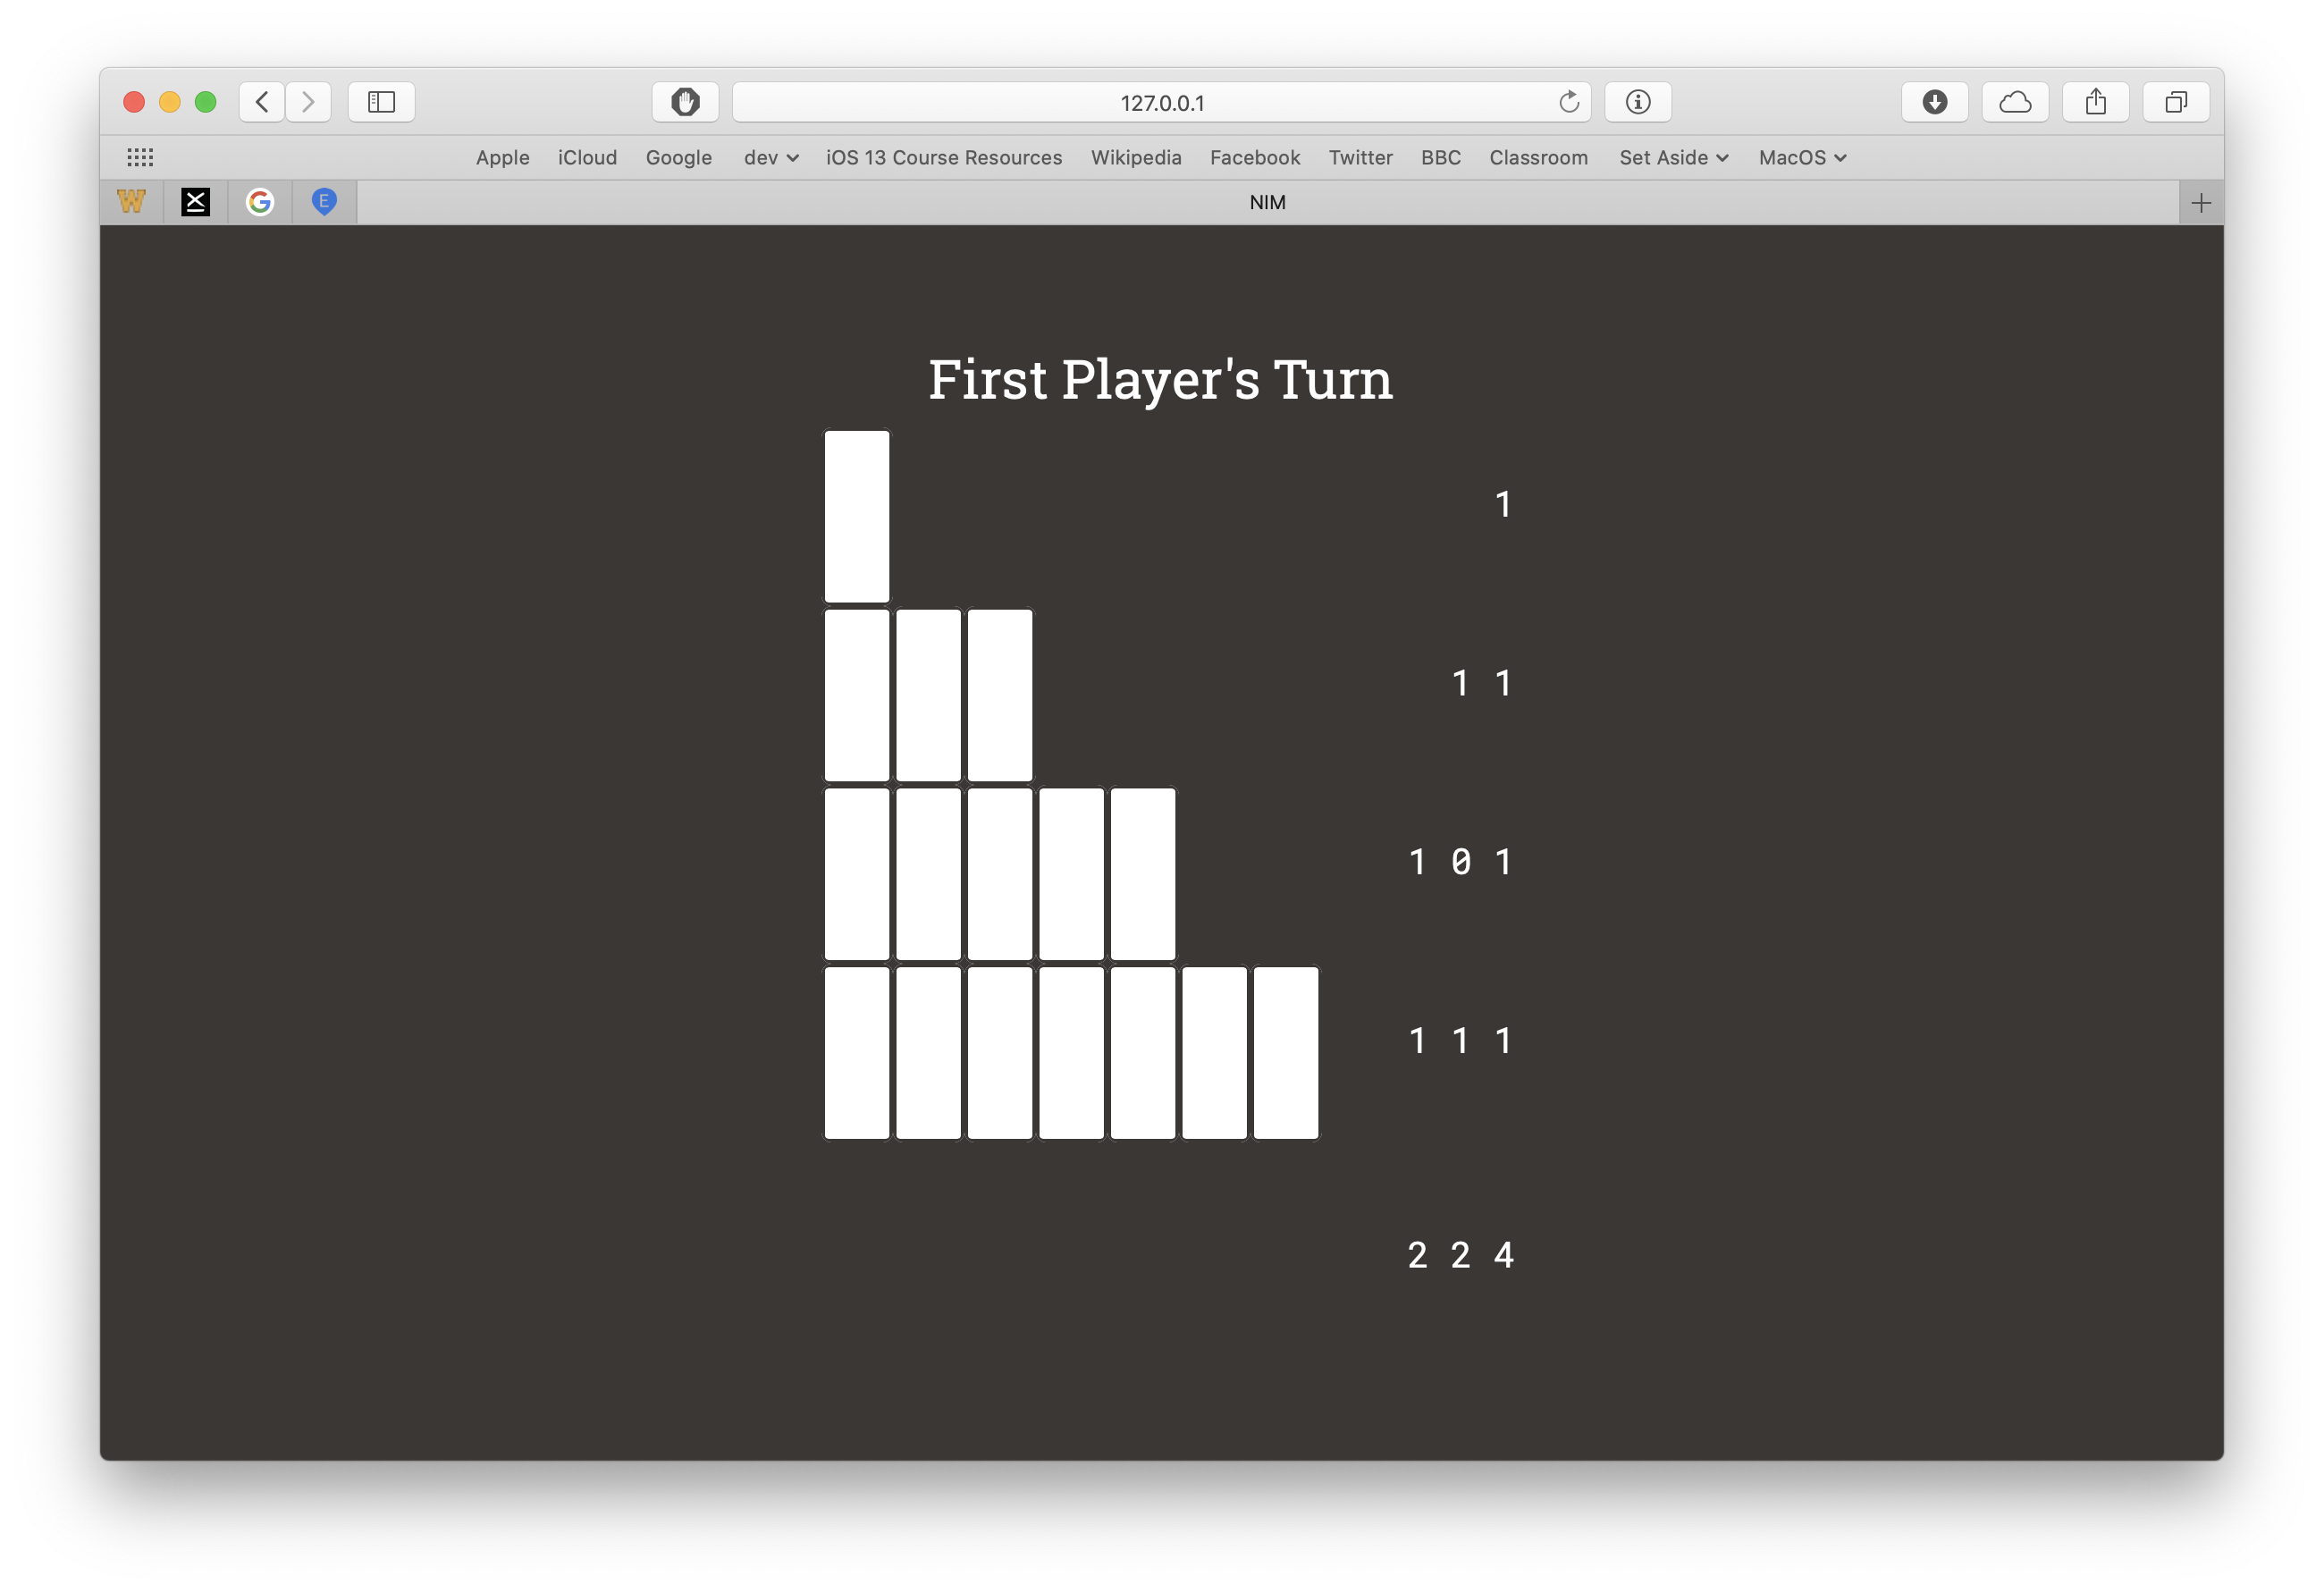 127.0.0.1
Apple iCloud Google dev iOS 13 Course Resources Wikipedia Facebook Twitter BBC Classroom Set Aside MacOS
W G E NIM
First Player's Turn
1
1 1
1 0 1
1 1 1
2 2 4